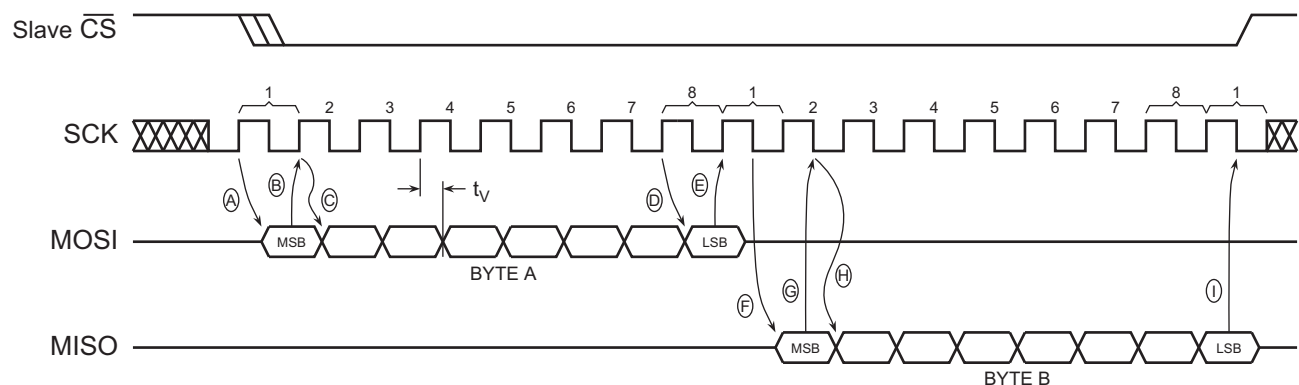 Slave CS
1 2 3 4 5 6 7 8 1 2 3 4 5 6 7 8 1
SCK
A B C t_V D E
MOSI
MSB LSB
BYTE A
F G H I
MISO
MSB LSB
BYTE B